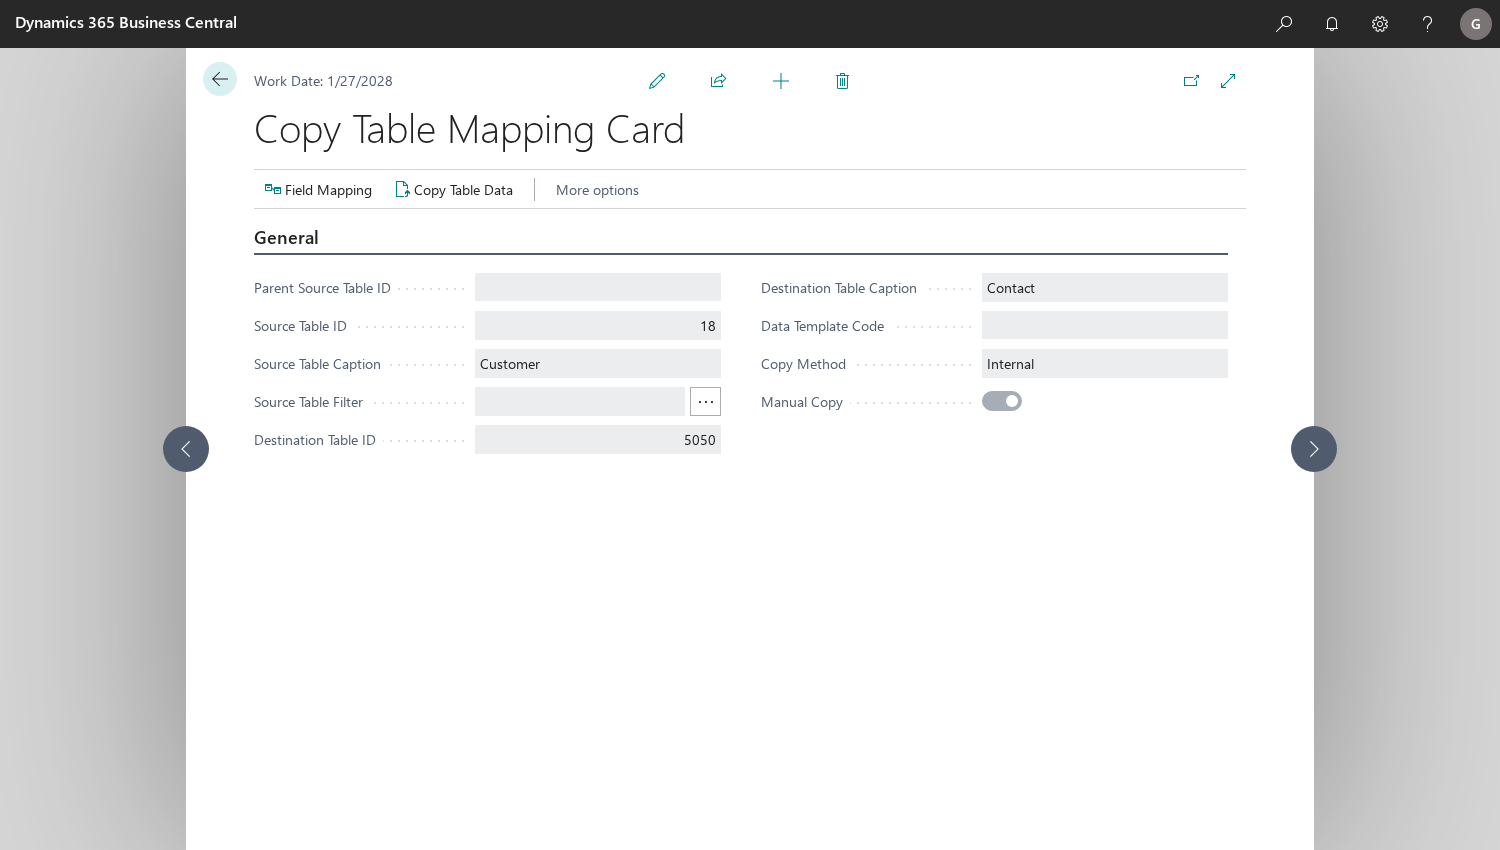 Dynamics 365 Business Central
G
Work Date: 1/27/2028
Copy Table Mapping Card
Field Mapping
Copy Table Data
More options
General
Parent Source Table ID
Source Table ID
18
Source Table Caption
Customer
Source Table Filter
Destination Table ID
5050
Destination Table Caption
Contact
Data Template Code
Copy Method
Internal
Manual Copy